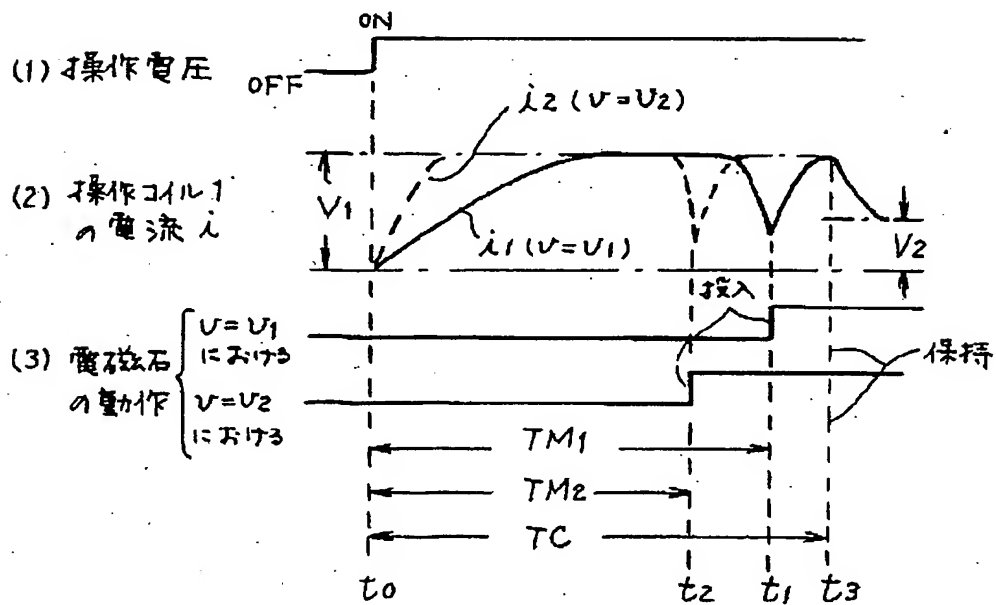 ON
(1) 操作電圧
OFF
i2 (v=v2)
(2) 操作コイル1
の電流 i
V1
i1 (v=v1)
V2
投入
(3) 電磁石
の動作
v=v1
における
v=v2
における
保持
TM1
TM2
TC
t0 t2 t1 t3